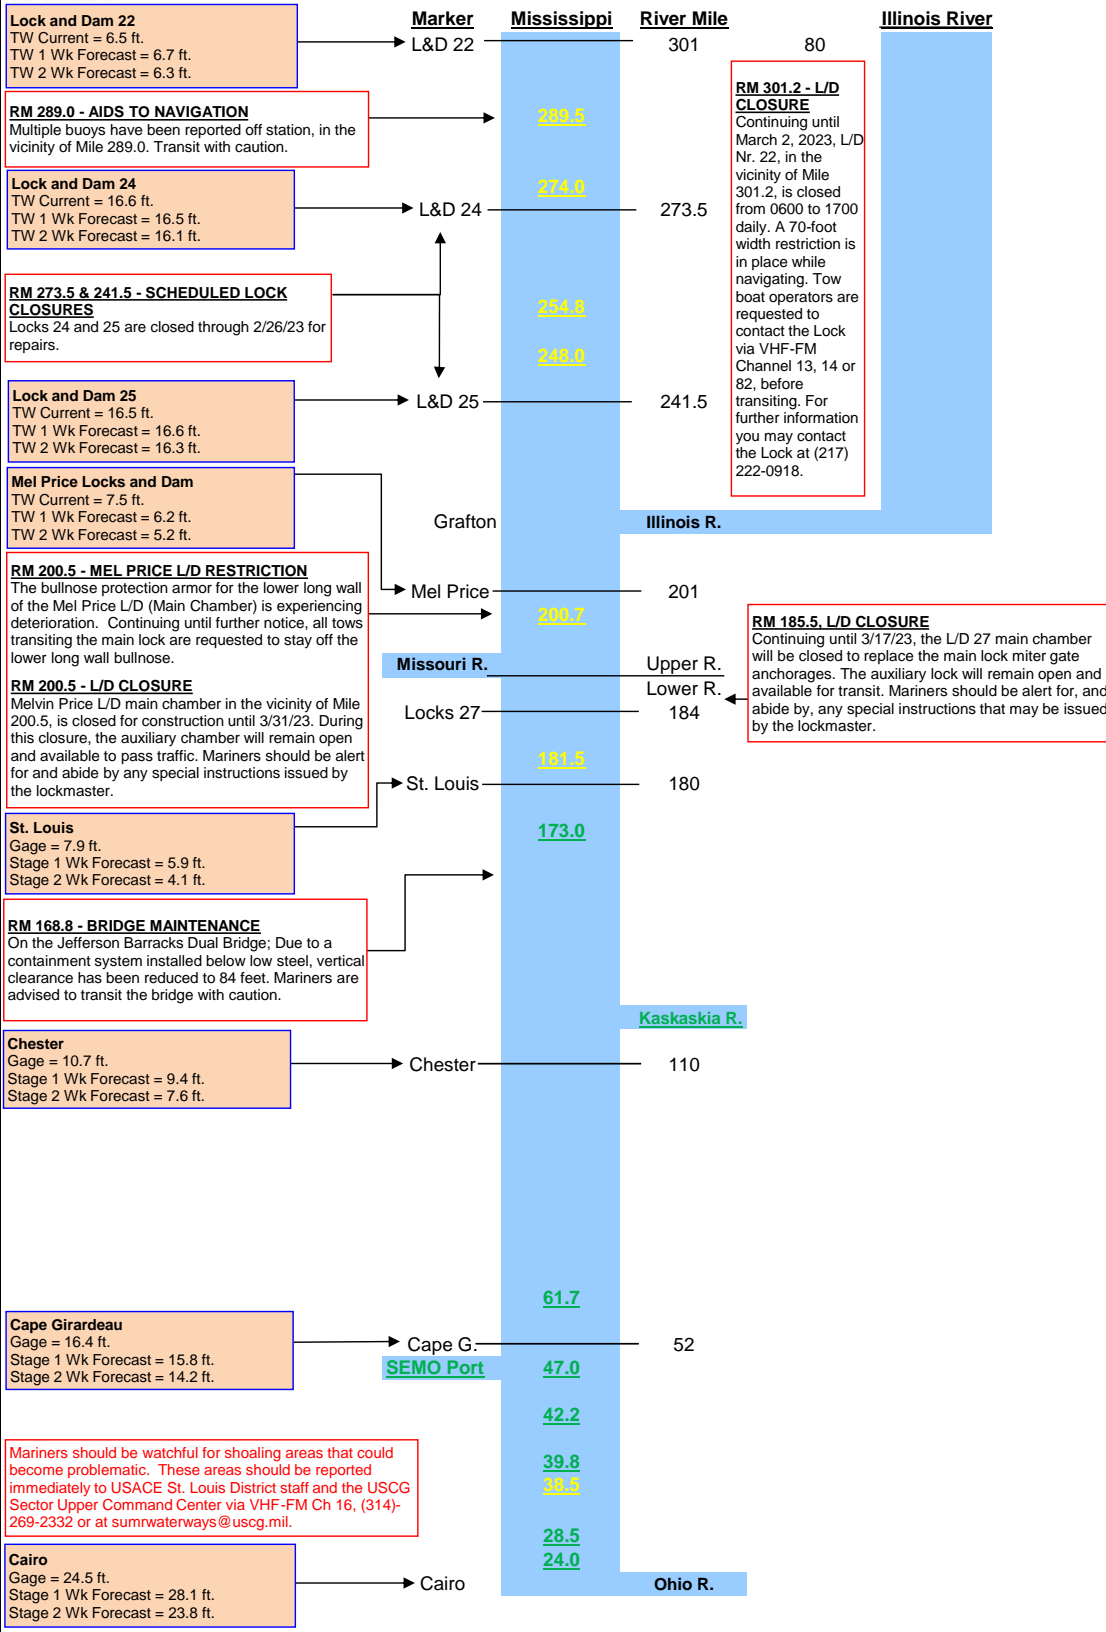 Marker
Mississippi
River Mile
Illinois River
Lock and Dam 22
TW Current = 6.5 ft.
TW 1 Wk Forecast = 6.7 ft.
TW 2 Wk Forecast = 6.3 ft.
L&D 22
301
80
RM 289.0 - AIDS TO NAVIGATION
Multiple buoys have been reported off station, in the
vicinity of Mile 289.0. Transit with caution.
289.5
RM 301.2 - L/D
CLOSURE
Continuing until
March 2, 2023, L/D
Nr. 22, in the
vicinity of Mile
301.2, is closed
from 0600 to 1700
daily. A 70-foot
width restriction is
in place while
navigating. Tow
boat operators are
requested to
contact the Lock
via VHF-FM
Channel 13, 14 or
82, before
transiting. For
further information
you may contact
the Lock at (217)
222-0918.
Lock and Dam 24
TW Current = 16.6 ft.
TW 1 Wk Forecast = 16.5 ft.
TW 2 Wk Forecast = 16.1 ft.
274.0
L&D 24
273.5
RM 273.5 & 241.5 - SCHEDULED LOCK
CLOSURES
Locks 24 and 25 are closed through 2/26/23 for
repairs.
254.8
248.0
Lock and Dam 25
TW Current = 16.5 ft.
TW 1 Wk Forecast = 16.6 ft.
TW 2 Wk Forecast = 16.3 ft.
L&D 25
241.5
Mel Price Locks and Dam
TW Current = 7.5 ft.
TW 1 Wk Forecast = 6.2 ft.
TW 2 Wk Forecast = 5.2 ft.
Grafton
Illinois R.
RM 200.5 - MEL PRICE L/D RESTRICTION
The bullnose protection armor for the lower long wall
of the Mel Price L/D (Main Chamber) is experiencing
deterioration.  Continuing until further notice, all tows
transiting the main lock are requested to stay off the
lower long wall bullnose.
RM 200.5 - L/D CLOSURE
Melvin Price L/D main chamber in the vicinity of Mile
200.5, is closed for construction until 3/31/23. During
this closure, the auxiliary chamber will remain open
and available to pass traffic. Mariners should be alert
for and abide by any special instructions issued by
the lockmaster.
Mel Price
201
200.7
Missouri R.
Upper R.
Lower R.
RM 185.5, L/D CLOSURE
Continuing until 3/17/23, the L/D 27 main chamber
will be closed to replace the main lock miter gate
anchorages. The auxiliary lock will remain open and
available for transit. Mariners should be alert for, and
abide by, any special instructions that may be issued
by the lockmaster.
Locks 27
184
181.5
St. Louis
180
St. Louis
Gage = 7.9 ft.
Stage 1 Wk Forecast = 5.9 ft.
Stage 2 Wk Forecast = 4.1 ft.
173.0
RM 168.8 - BRIDGE MAINTENANCE
On the Jefferson Barracks Dual Bridge; Due to a
containment system installed below low steel, vertical
clearance has been reduced to 84 feet. Mariners are
advised to transit the bridge with caution.
Kaskaskia R.
Chester
Gage = 10.7 ft.
Stage 1 Wk Forecast = 9.4 ft.
Stage 2 Wk Forecast = 7.6 ft.
Chester
110
61.7
Cape Girardeau
Gage = 16.4 ft.
Stage 1 Wk Forecast = 15.8 ft.
Stage 2 Wk Forecast = 14.2 ft.
Cape G.
52
SEMO Port
47.0
42.2
Mariners should be watchful for shoaling areas that could
become problematic.  These areas should be reported
immediately to USACE St. Louis District staff and the USCG
Sector Upper Command Center via VHF-FM Ch 16, (314)-
269-2332 or at sumrwaterways@uscg.mil.
39.8
38.5
28.5
24.0
Cairo
Gage = 24.5 ft.
Stage 1 Wk Forecast = 28.1 ft.
Stage 2 Wk Forecast = 23.8 ft.
Cairo
Ohio R.